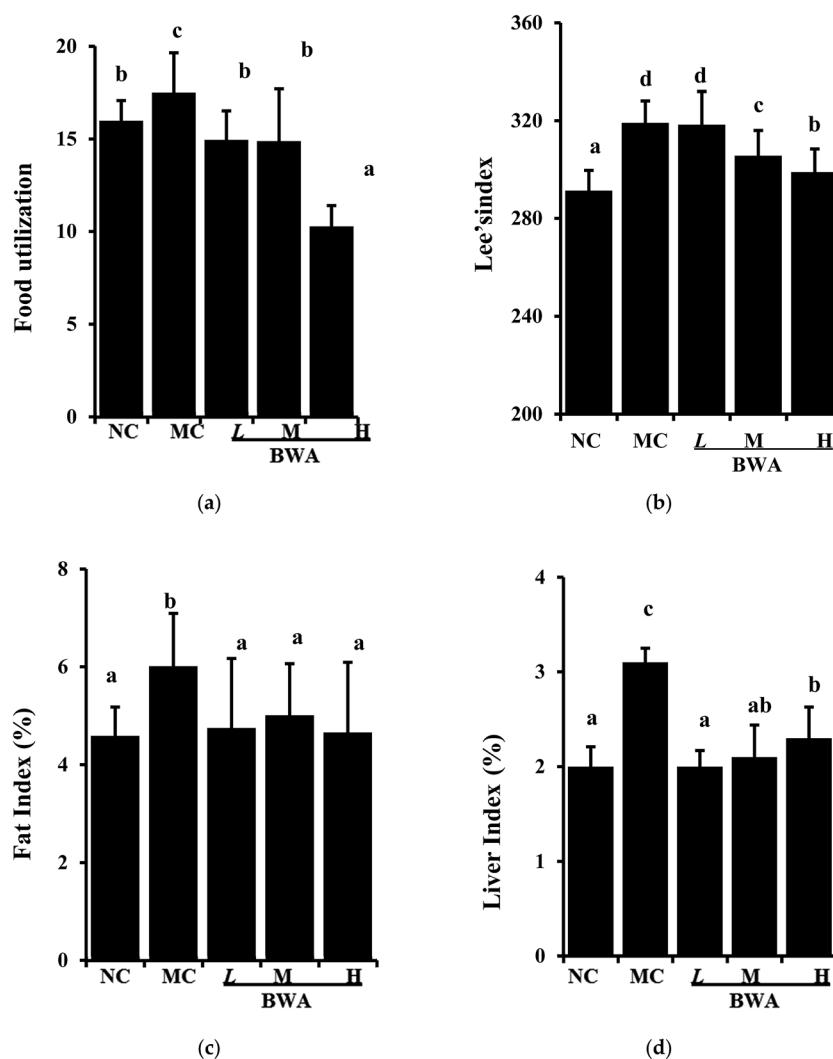 c
b
b
b
a
20
15
10
5
0
Food utilization
NC MC L M H
BWA
(a)
d
d
c
b
a
360
320
280
240
200
Lee'sindex
NC MC L M H
BWA
(b)
b
a
a
a
a
8
6
4
2
0
Fat Index (%)
NC MC L M H
BWA
(c)
c
b
ab
a
a
4
3
2
1
0
Liver Index (%)
NC MC L M H
BWA
(d)